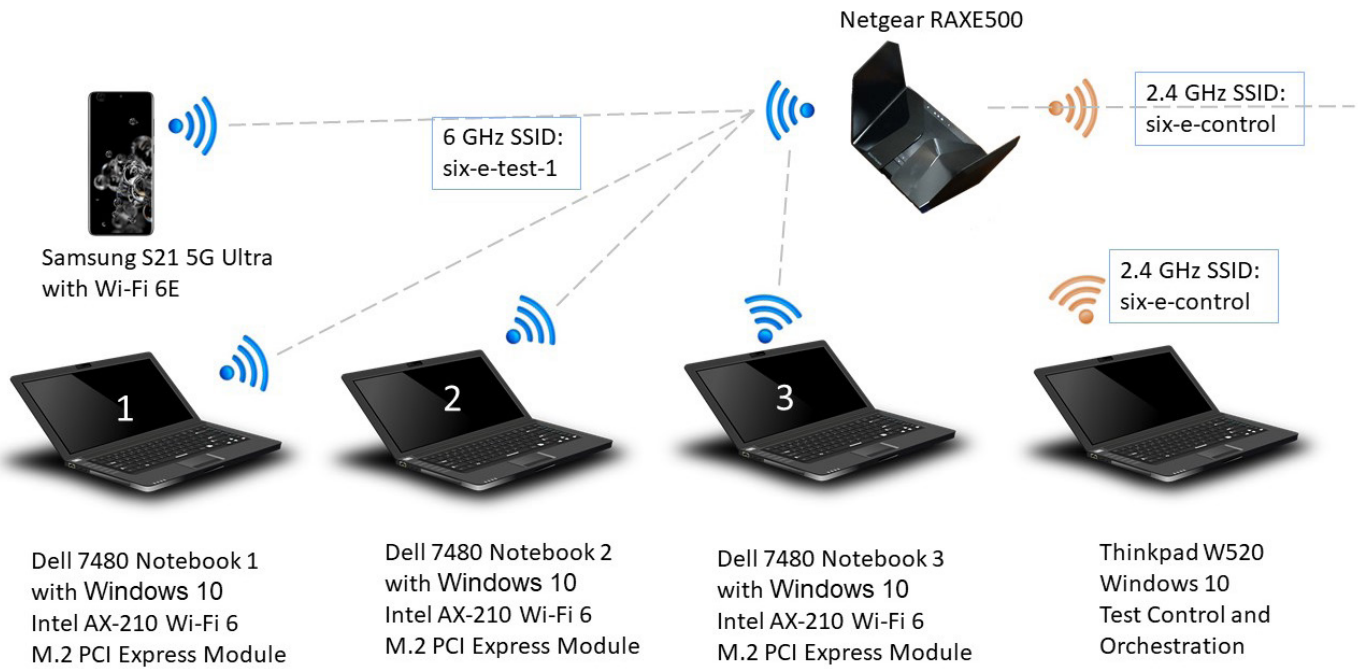 Netgear RAXE500
2.4 GHz SSID:
six-e-control
6 GHz SSID:
six-e-test-1
Samsung S21 5G Ultra
with Wi-Fi 6E
2.4 GHz SSID:
six-e-control
1
2
3
Dell 7480 Notebook 1
with Windows 10
Intel AX-210 Wi-Fi 6
M.2 PCI Express Module
Dell 7480 Notebook 2
with Windows 10
Intel AX-210 Wi-Fi 6
M.2 PCI Express Module
Dell 7480 Notebook 3
with Windows 10
Intel AX-210 Wi-Fi 6
M.2 PCI Express Module
Thinkpad W520
Windows 10
Test Control and
Orchestration